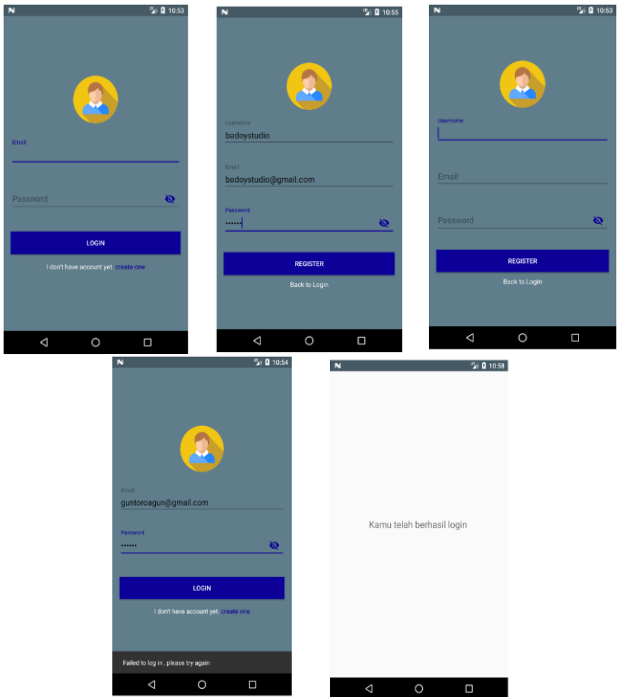 10:53
Email
Password
LOGIN
I don't have account yet create one
10:55
Username
badoystudio
Email
badoystudio@gmail.com
Password
••••••
REGISTER
Back to Login
10:53
Username
Email
Password
REGISTER
Back to Login
10:54
Email
guntoroagun@gmail.com
Password
••••••
LOGIN
I don't have account yet create one
Failed to log in , please try again
10:58
Kamu telah berhasil login